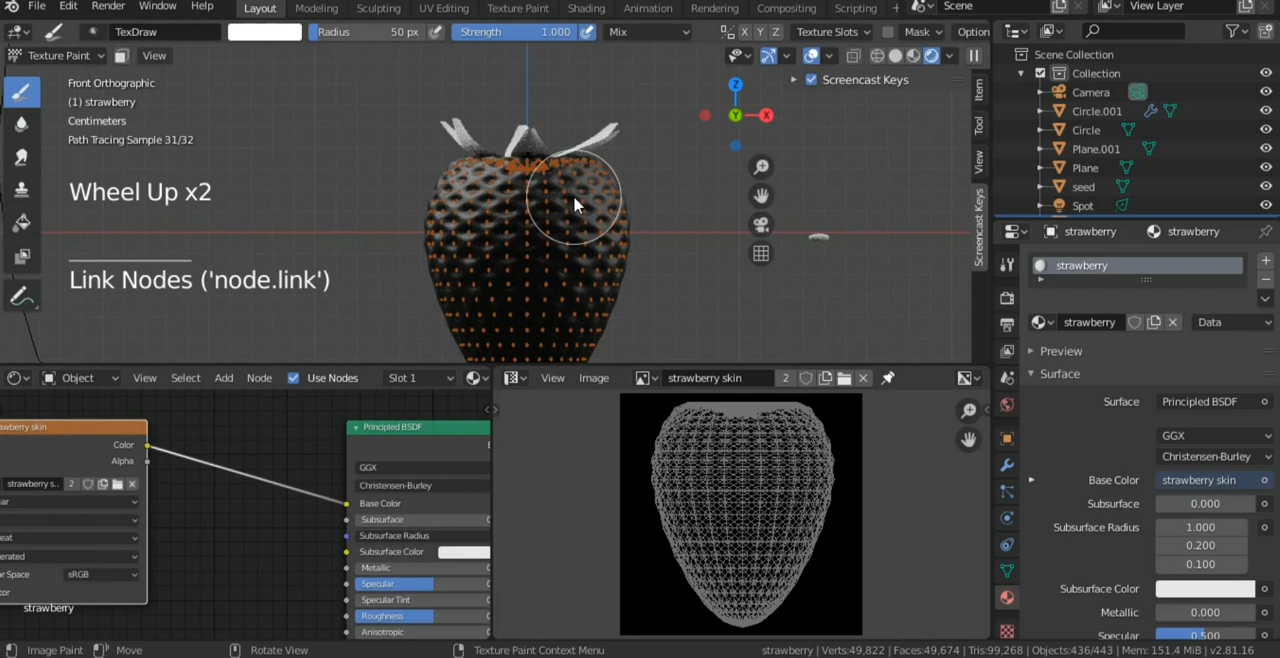 File Edit Render Window Help Layout Modeling Sculpting UV Editing Texture Paint Shading Animation Rendering Compositing Scripting + Scene View Layer
TexDraw Radius 50 px Strength 1.000 Mix X Y Z Texture Slots Mask Option
Texture Paint View
Front Orthographic
(1) strawberry
Centimeters
Path Tracing Sample 31/32
Wheel Up x2
Link Nodes ('node.link')
Screencast Keys
Z
Y X
Item
Tool
View
Screencast Keys
Scene Collection
Collection
Camera
Circle.001
Circle
Plane.001
Plane
seed
Spot
strawberry strawberry
strawberry
strawberry Data
Preview
Surface
Surface Principled BSDF
GGX
Christensen-Burley
Base Color strawberry skin
Subsurface 0.000
Subsurface Radius 1.000
0.200
0.100
Subsurface Color
Metallic 0.000
Specular 0.500
Object View Select Add Node Use Nodes Slot 1
awberry skin
Color
Alpha
strawberry s.. 2
ear
eat
erated
or Space sRGB
tor
strawberry
Principled BSDF
GGX
Christensen-Burley
Base Color
Subsurface
Subsurface Radius
Subsurface Color
Metallic
Specular
Specular Tint
Roughness
Anisotropic
View Image strawberry skin 2
Image Paint Move Rotate View Texture Paint Context Menu strawberry | Verts:49,822 | Faces:49,674 | Tris:99,268 | Objects:436/443 | Mem: 151.4 MiB | v2.81.16